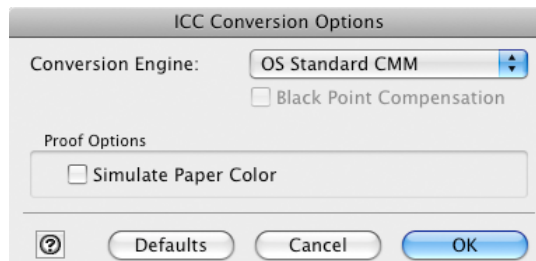 ICC Conversion Options
Conversion Engine: OS Standard CMM
Black Point Compensation
Proof Options
Simulate Paper Color
? Defaults Cancel OK